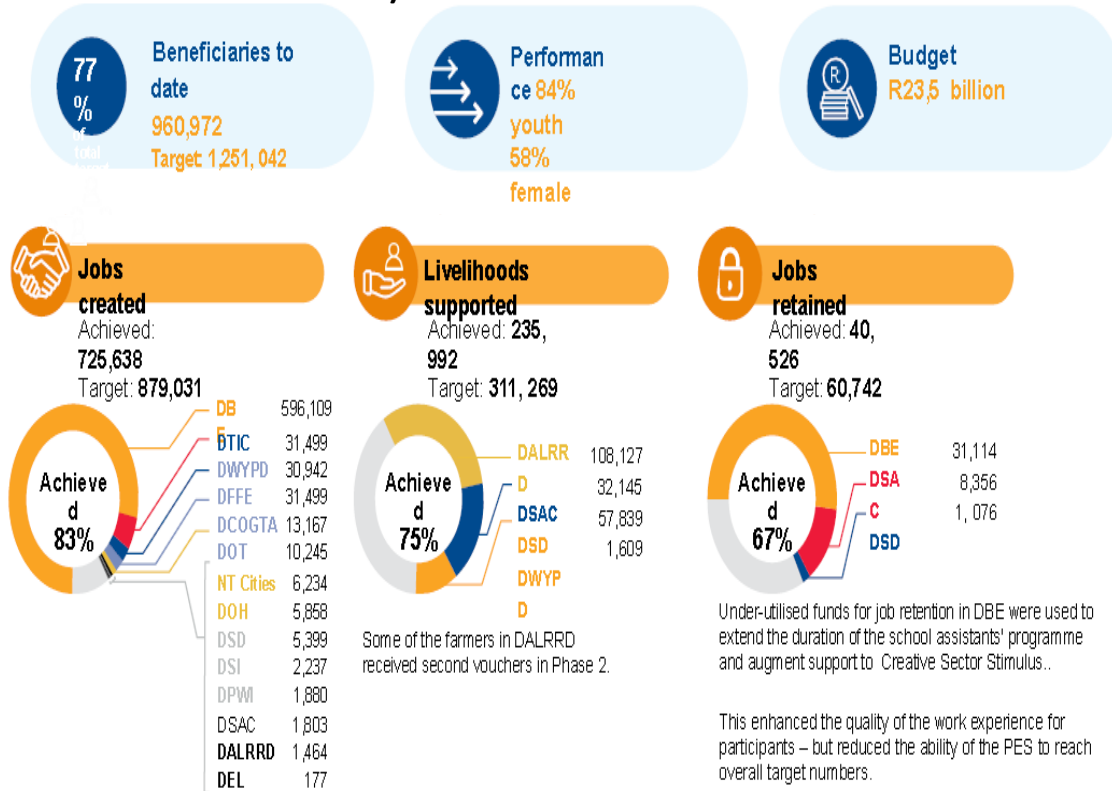 77
%
of
total
Beneficiaries to
date
960,972
Target: 1,251, 042
Performan
ce 84%
youth
58%
female
Budget
R23,5 billion
Jobs
created
Achieved:
725,638
Target: 879,031
Achieve
d
83%
DB
E
596,109
DTIC 31,499
DWYPD 30,942
DFFE 31,499
DCOGTA 13,167
DOT 10,245
NT Cities 6,234
DOH 5,858
DSD 5,399
DSI 2,237
DPWI 1,880
DSAC 1,803
DALRRD 1,464
DEL 177
Livelihoods
supported
Achieved: 235,
992
Target: 311, 269
Achieve
d
75%
DALRR 108,127
D 32,145
DSAC 57,839
DSD 1,609
DWYP
D
Some of the farmers in DALRRD
received second vouchers in Phase 2.
Jobs
retained
Achieved: 40,
526
Target: 60,742
Achieve
d
67%
DBE 31,114
DSA 8,356
C 1, 076
DSD
Under-utilised funds for job retention in DBE were used to
extend the duration of the school assistants' programme
and augment support to Creative Sector Stimulus..
This enhanced the quality of the work experience for
participants – but reduced the ability of the PES to reach
overall target numbers.